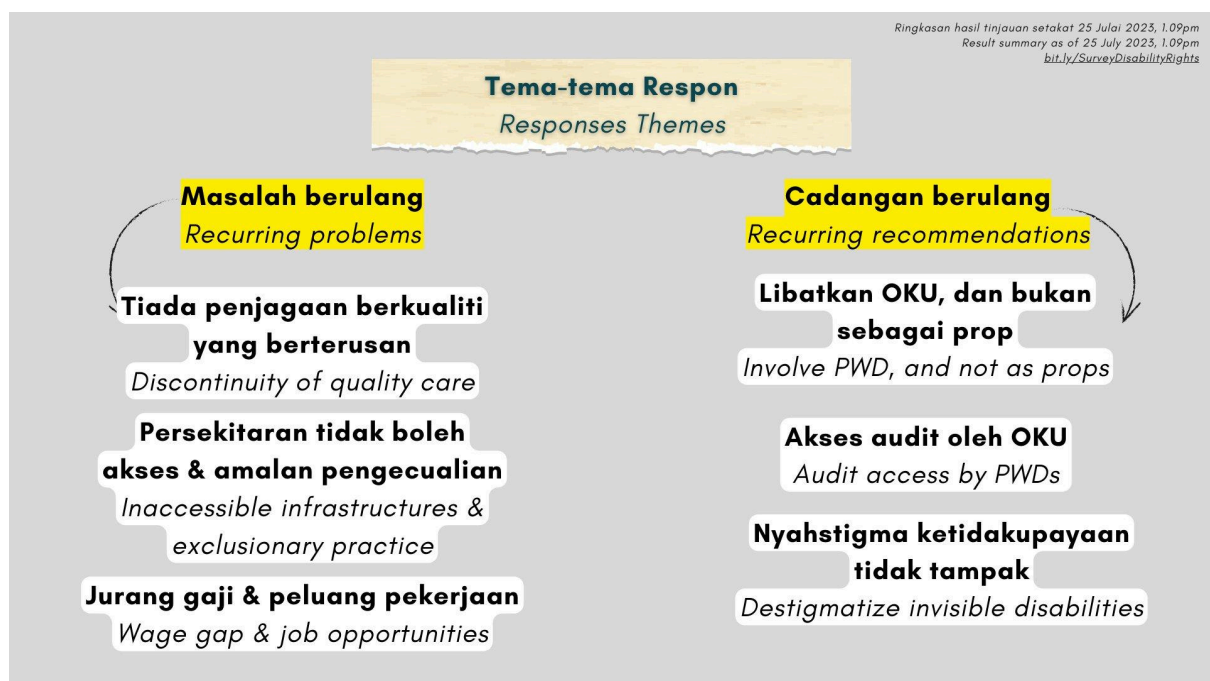 Ringkasan hasil tinjauan setakat 25 Julai 2023, 1.09pm
Result summary as of 25 July 2023, 1.09pm
bit.ly/SurveyDisabilityRights
Tema-tema Respon
Responses Themes
Masalah berulang
Recurring problems
Tiada penjagaan berkualiti
yang berterusan
Discontinuity of quality care
Persekitaran tidak boleh
akses & amalan pengecualian
Inaccessible infrastructures &
exclusionary practice
Jurang gaji & peluang pekerjaan
Wage gap & job opportunities
Cadangan berulang
Recurring recommendations
Libatkan OKU, dan bukan
sebagai prop
Involve PWD, and not as props
Akses audit oleh OKU
Audit access by PWDs
Nyahstigma ketidakupayaan
tidak tampak
Destigmatize invisible disabilities